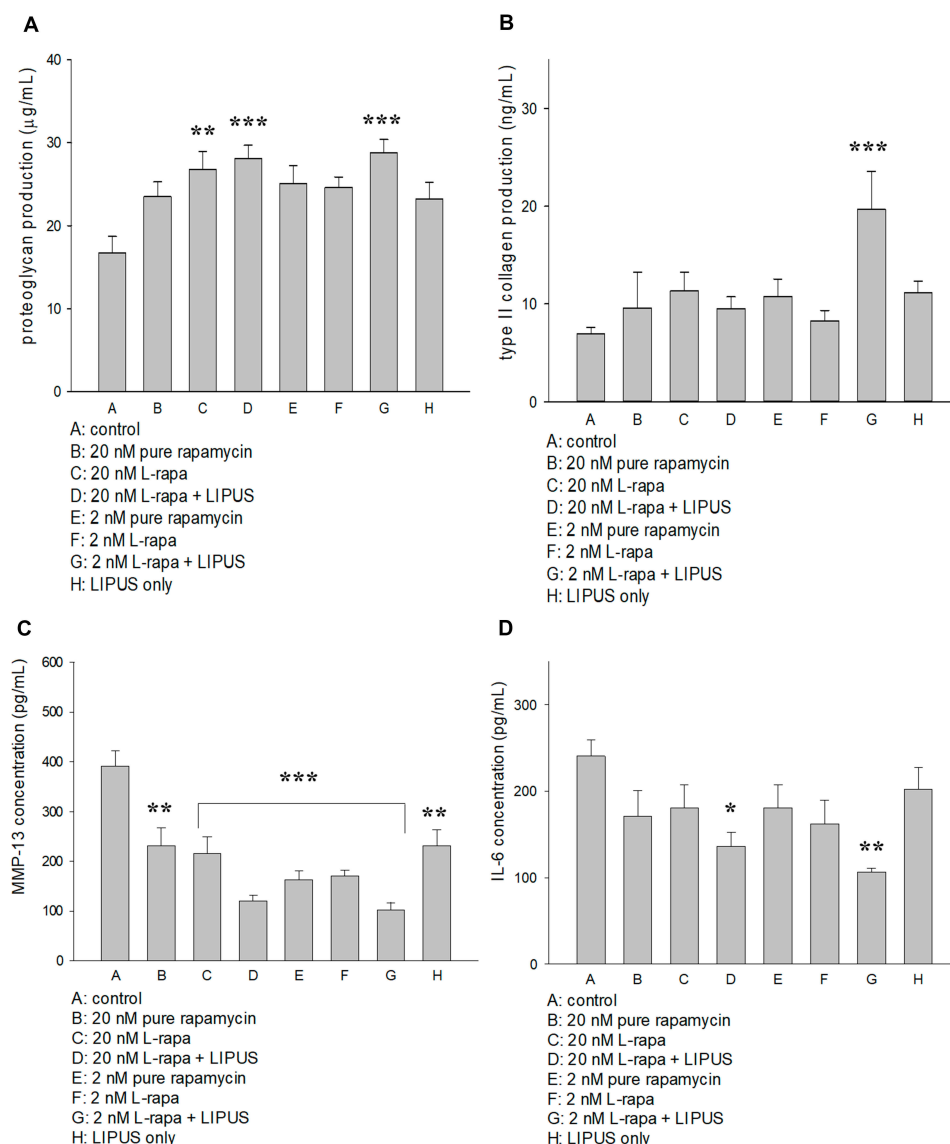 A
proteoglycan production (μg/mL)
40
30
20
10
0
** *** ***
A B C D E F G H
A: control
B: 20 nM pure rapamycin
C: 20 nM L-rapa
D: 20 nM L-rapa + LIPUS
E: 2 nM pure rapamycin
F: 2 nM L-rapa
G: 2 nM L-rapa + LIPUS
H: LIPUS only
B
type II collagen production (ng/mL)
30
20
10
0
***
A B C D E F G H
A: control
B: 20 nM pure rapamycin
C: 20 nM L-rapa
D: 20 nM L-rapa + LIPUS
E: 2 nM pure rapamycin
F: 2 nM L-rapa
G: 2 nM L-rapa + LIPUS
H: LIPUS only
C
MMP-13 concentration (pg/mL)
600
500
400
300
200
100
0
** *** **
A B C D E F G H
A: control
B: 20 nM pure rapamycin
C: 20 nM L-rapa
D: 20 nM L-rapa + LIPUS
E: 2 nM pure rapamycin
F: 2 nM L-rapa
G: 2 nM L-rapa + LIPUS
H: LIPUS only
D
IL-6 concentration (pg/mL)
300
200
100
0
* **
A B C D E F G H
A: control
B: 20 nM pure rapamycin
C: 20 nM L-rapa
D: 20 nM L-rapa + LIPUS
E: 2 nM pure rapamycin
F: 2 nM L-rapa
G: 2 nM L-rapa + LIPUS
H: LIPUS only